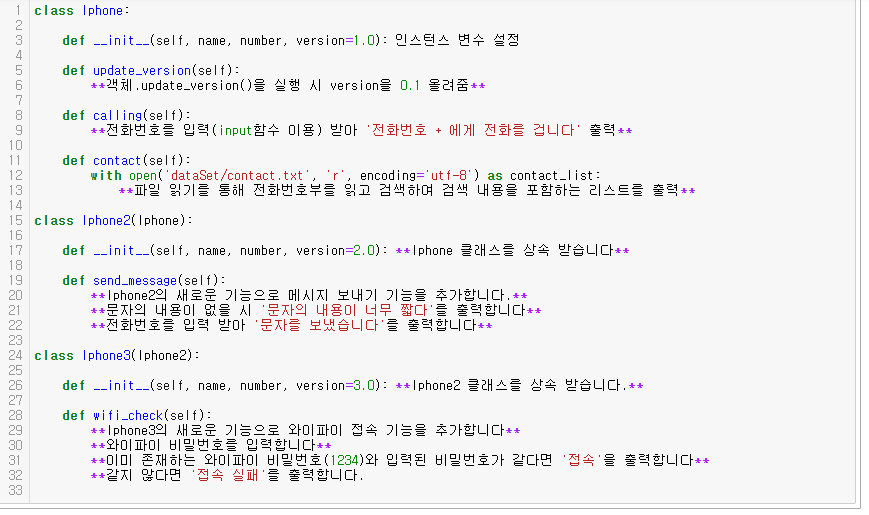 1 class Iphone:
2
3 def __init__(self, name, number, version=1.0): 인스턴스 변수 설정
4
5 def update_version(self):
6 **객체.update_version()을 실행 시 version을 0.1 올려줌**
7
8 def calling(self):
9 **전화번호를 입력(input함수 이용) 받아 '전화번호 + 에게 전화를 겁니다' 출력**
10
11 def contact(self):
12 with open('dataSet/contact.txt', 'r', encoding='utf-8') as contact_list:
13 **파일 읽기를 통해 전화번호부를 읽고 검색하여 검색 내용을 포함하는 리스트를 출력**
14
15 class Iphone2(Iphone):
16
17 def __init__(self, name, number, version=2.0): **Iphone 클래스를 상속 받습니다**
18
19 def send_message(self):
20 **Iphone2의 새로운 기능으로 메시지 보내기 기능을 추가합니다.**
21 **문자의 내용이 없을 시 '문자의 내용이 너무 짧다'를 출력합니다**
22 **전화번호를 입력 받아 '문자를 보냈습니다'를 출력합니다**
23
24 class Iphone3(Iphone2):
25
26 def __init__(self, name, number, version=3.0): **Iphone2 클래스를 상속 받습니다.**
27
28 def wifi_check(self):
29 **Iphone3의 새로운 기능으로 와이파이 접속 기능을 추가합니다**
30 **와이파이 비밀번호를 입력합니다**
31 **이미 존재하는 와이파이 비밀번호(1234)와 입력된 비밀번호가 같다면 '접속'을 출력합니다**
32 **같지 않다면 '접속 실패'를 출력합니다.
33